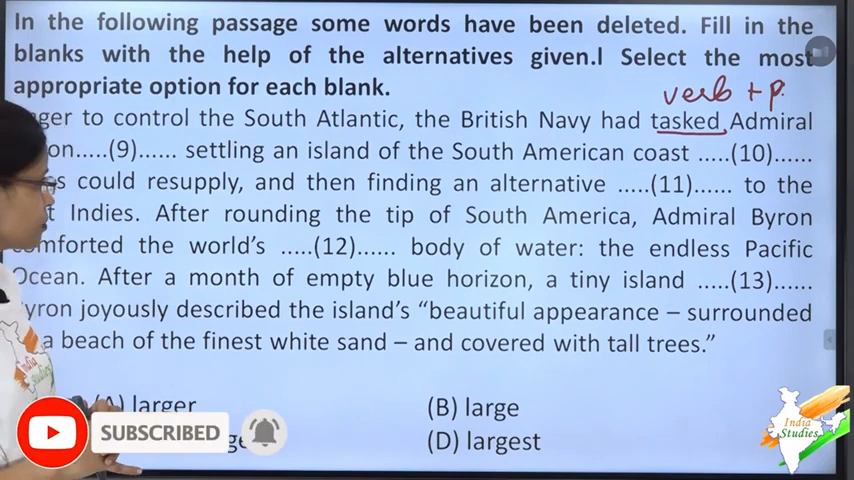 In the following passage some words have been deleted. Fill in the
blanks with the help of the alternatives given.I Select the most
appropriate option for each blank.
verb + P.
to control the South Atlantic, the British Navy had tasked Admiral
.....(9)...... settling an island of the South American coast .....(10)......
could resupply, and then finding an alternative .....(11)...... to the
Indies. After rounding the tip of South America, Admiral Byron
the world's .....(12)...... body of water: the endless Pacific
Ocean. After a month of empty blue horizon, a tiny island .....(13)......
Byron joyously described the island's "beautiful appearance – surrounded
a beach of the finest white sand – and covered with tall trees."
(A) larger
(B) large
(D) largest
SUBSCRIBED
India
Studies